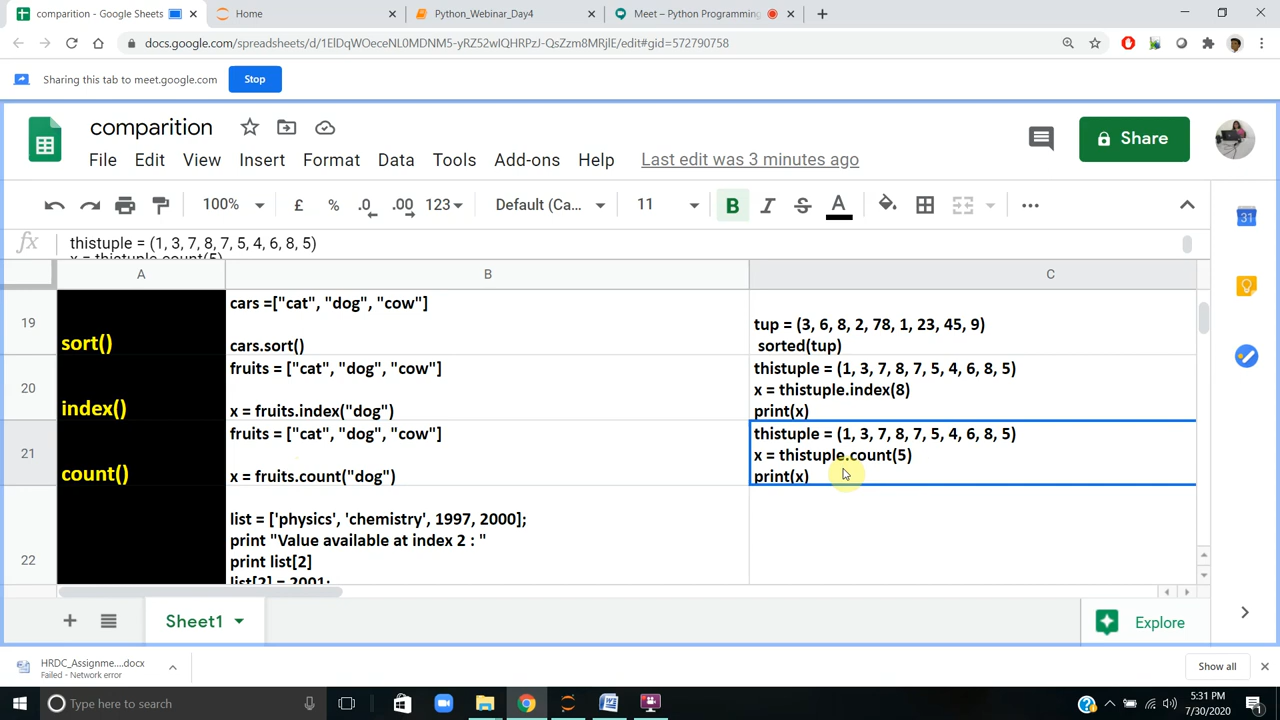 comparition - Google Sheets
Home
Python_Webinar_Day4
Meet – Python Programming
docs.google.com/spreadsheets/d/1ElDqWOeceNL0MDNM5-yRZ52wIQHRPzJ-QsZzm8MRjlE/edit#gid=572790758
Sharing this tab to meet.google.com Stop
comparition
Share
File Edit View Insert Format Data Tools Add-ons Help Last edit was 3 minutes ago
100% £ % .0 .00 123 Default (Ca... 11 B I S A
fx thistuple = (1, 3, 7, 8, 7, 5, 4, 6, 8, 5)
x = thistuple.count(5)
A B C
19
sort()
cars =["cat", "dog", "cow"]
cars.sort()
tup = (3, 6, 8, 2, 78, 1, 23, 45, 9)
sorted(tup)
20
index()
fruits = ["cat", "dog", "cow"]
x = fruits.index("dog")
thistuple = (1, 3, 7, 8, 7, 5, 4, 6, 8, 5)
x = thistuple.index(8)
print(x)
21
count()
fruits = ["cat", "dog", "cow"]
x = fruits.count("dog")
thistuple = (1, 3, 7, 8, 7, 5, 4, 6, 8, 5)
x = thistuple.count(5)
print(x)
22
list = ['physics', 'chemistry', 1997, 2000];
print "Value available at index 2 : "
print list[2]
list[2] = 2001;
Sheet1
Explore
31
HRDC_Assignme....docx
Failed - Network error
Show all
Type here to search
5:31 PM
7/30/2020